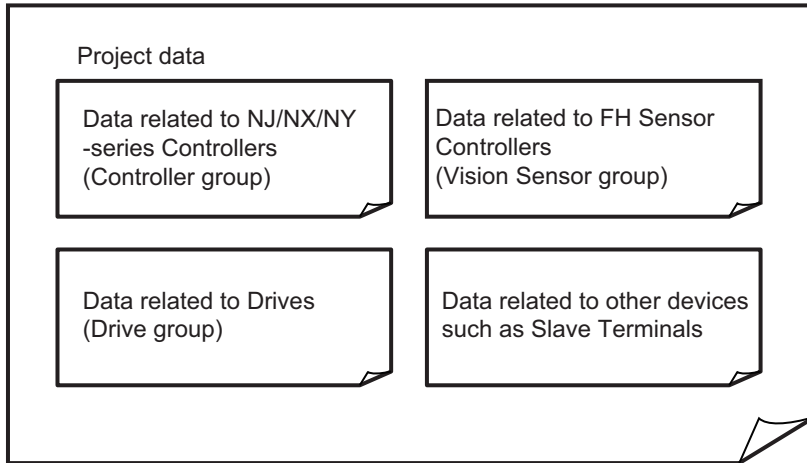 Project data
Data related to NJ/NX/NY
-series Controllers
(Controller group)
Data related to FH Sensor
Controllers
(Vision Sensor group)
Data related to Drives
(Drive group)
Data related to other devices
such as Slave Terminals